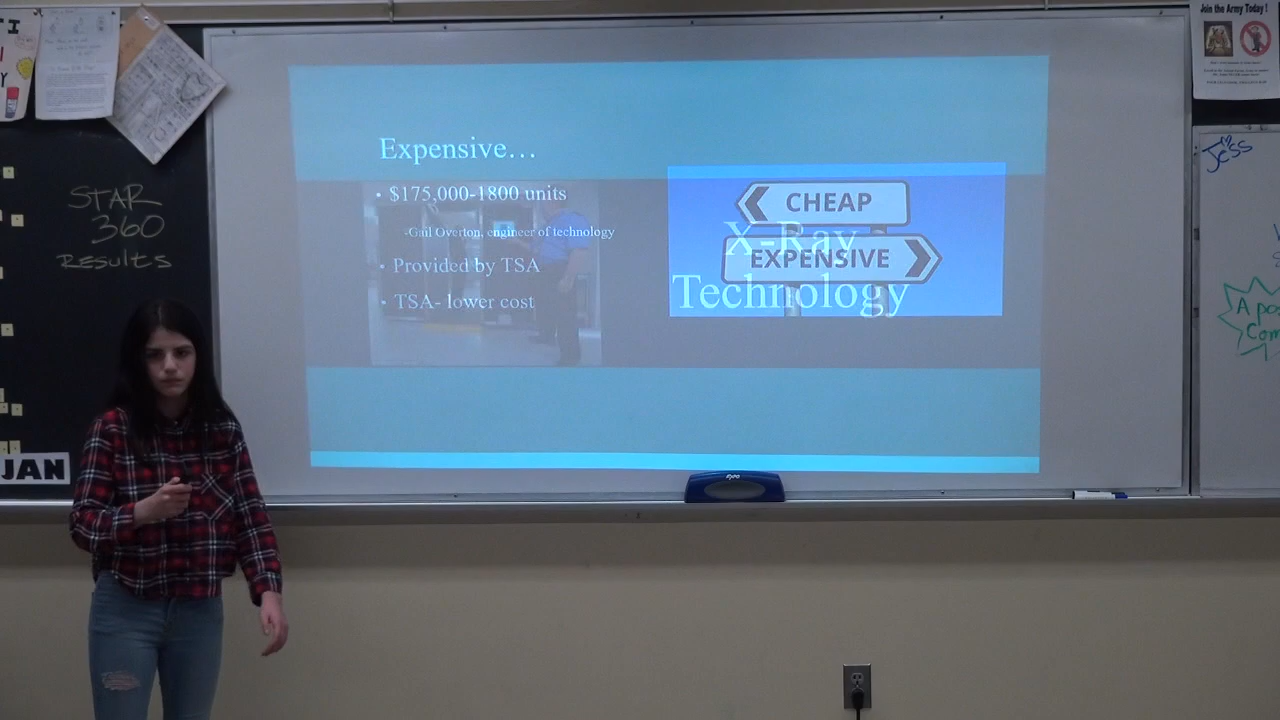 Expensive…
• $175,000-1800 units
-Gail Overton, engineer of technology
• Provided by TSA
• TSA- lower cost
CHEAP
EXPENSIVE
X-Ray
Technology
STAR
360
RESULTS
JAN
EXPO
Join the Army Today !
Jess
A pos
Com